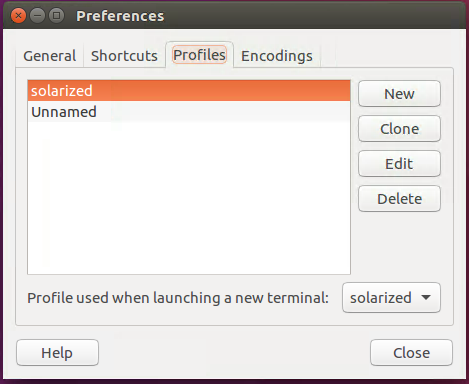 Preferences
General Shortcuts Profiles Encodings
solarized
Unnamed
New
Clone
Edit
Delete
Profile used when launching a new terminal: solarized
Help Close